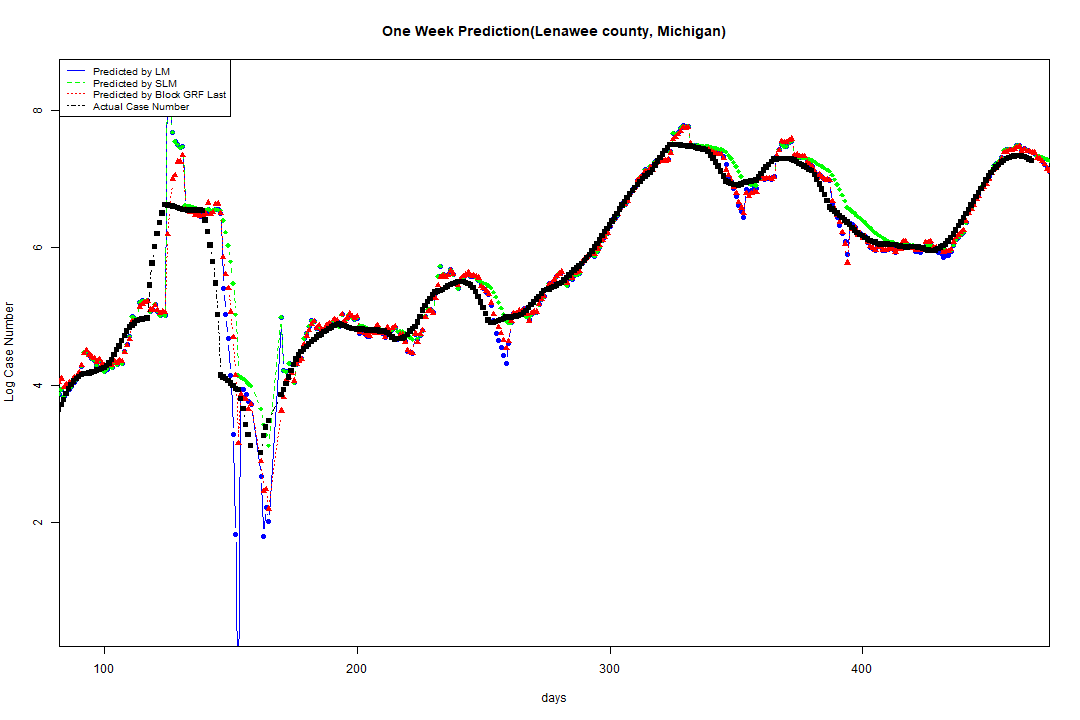 One Week Prediction(Lenawee county, Michigan)
Predicted by LM
Predicted by SLM
Predicted by Block GRF Last
Actual Case Number
Log Case Number
8
6
4
2
100 200 300 400
days